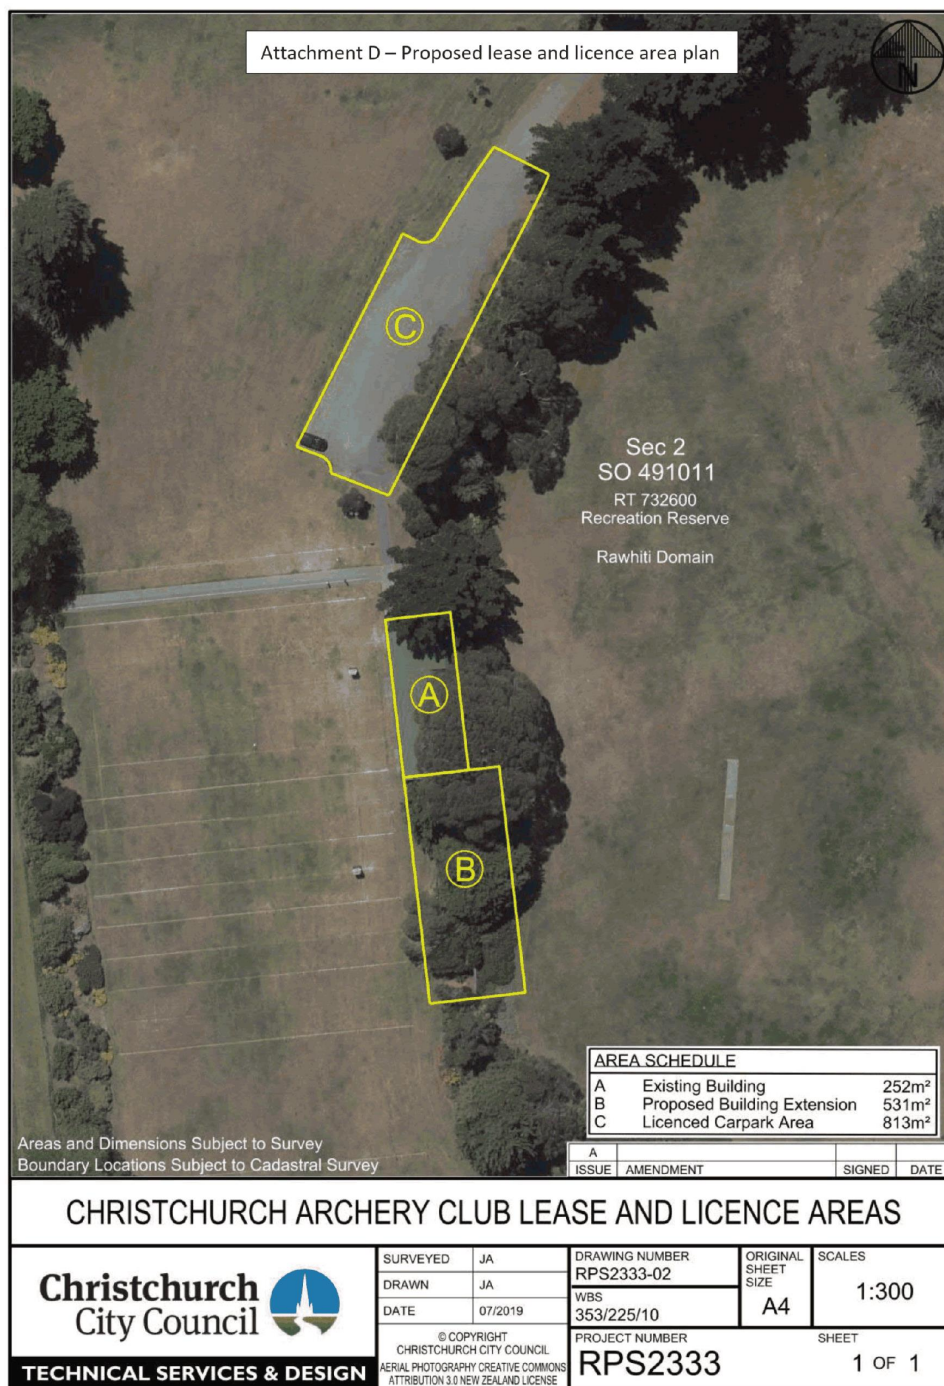 Attachment D – Proposed lease and licence area plan
N
C
Sec 2
SO 491011
RT 732600
Recreation Reserve
Rawhiti Domain
A
B
AREA SCHEDULE
A Existing Building 252m²
B Proposed Building Extension 531m²
C Licenced Carpark Area 813m²
Areas and Dimensions Subject to Survey
Boundary Locations Subject to Cadastral Survey
A
ISSUE AMENDMENT SIGNED DATE
CHRISTCHURCH ARCHERY CLUB LEASE AND LICENCE AREAS
Christchurch
City Council
TECHNICAL SERVICES & DESIGN
SURVEYED JA
DRAWN JA
DATE 07/2019
© COPYRIGHT
CHRISTCHURCH CITY COUNCIL
AERIAL PHOTOGRAPHY CREATIVE COMMONS
ATTRIBUTION 3.0 NEW ZEALAND LICENSE
DRAWING NUMBER
RPS2333-02
WBS
353/225/10
ORIGINAL
SHEET
SIZE
A4
SCALES
1:300
PROJECT NUMBER
RPS2333
SHEET
1 OF 1